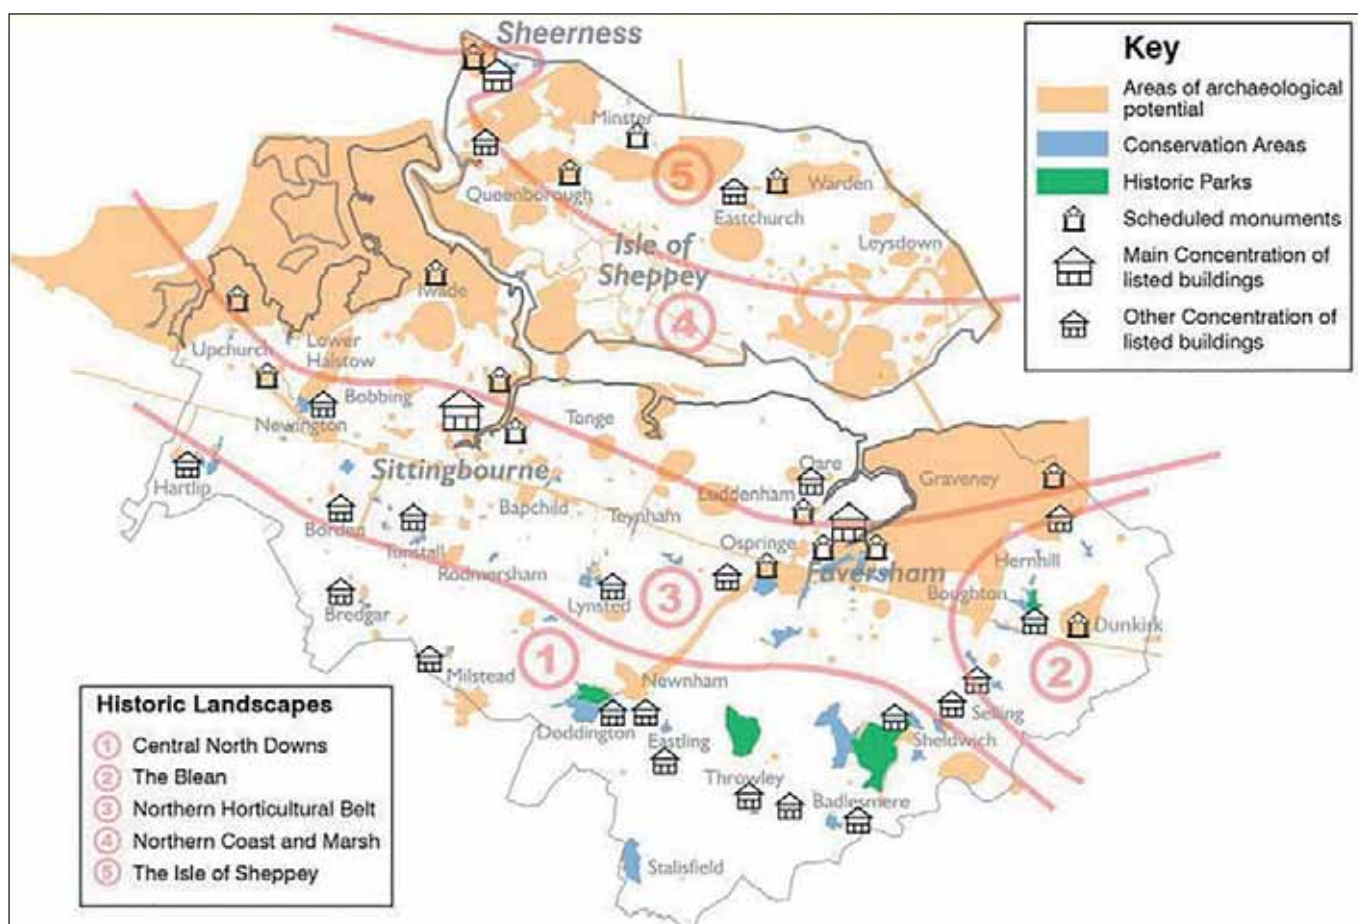 Sheerness
Key
Areas of archaeological
potential
Conservation Areas
Historic Parks
Scheduled monuments
Main Concentration of
listed buildings
Other Concentration of
listed buildings
Minster
5
Queenborough
Warden
Eastchurch
Isle of
Sheppey
Leysdown
4
Iwade
Upchurch
Lower
Halstow
Bobbing
Newington
Tonge
Sittingbourne
Hartlip
Oare
Graveney
Luddenham
Bapchild
Teynham
Borden
Tunstall
Ospringe
Rodmersham
Faversham
Hernhill
Boughton
Lynsted
3
Bredgar
Dunkirk
1
2
Milstead
Newnham
Selling
Doddington
Eastling
Sheldwich
Throwley
Badlesmere
Stalisfield
Historic Landscapes
1 Central North Downs
2 The Blean
3 Northern Horticultural Belt
4 Northern Coast and Marsh
5 The Isle of Sheppey